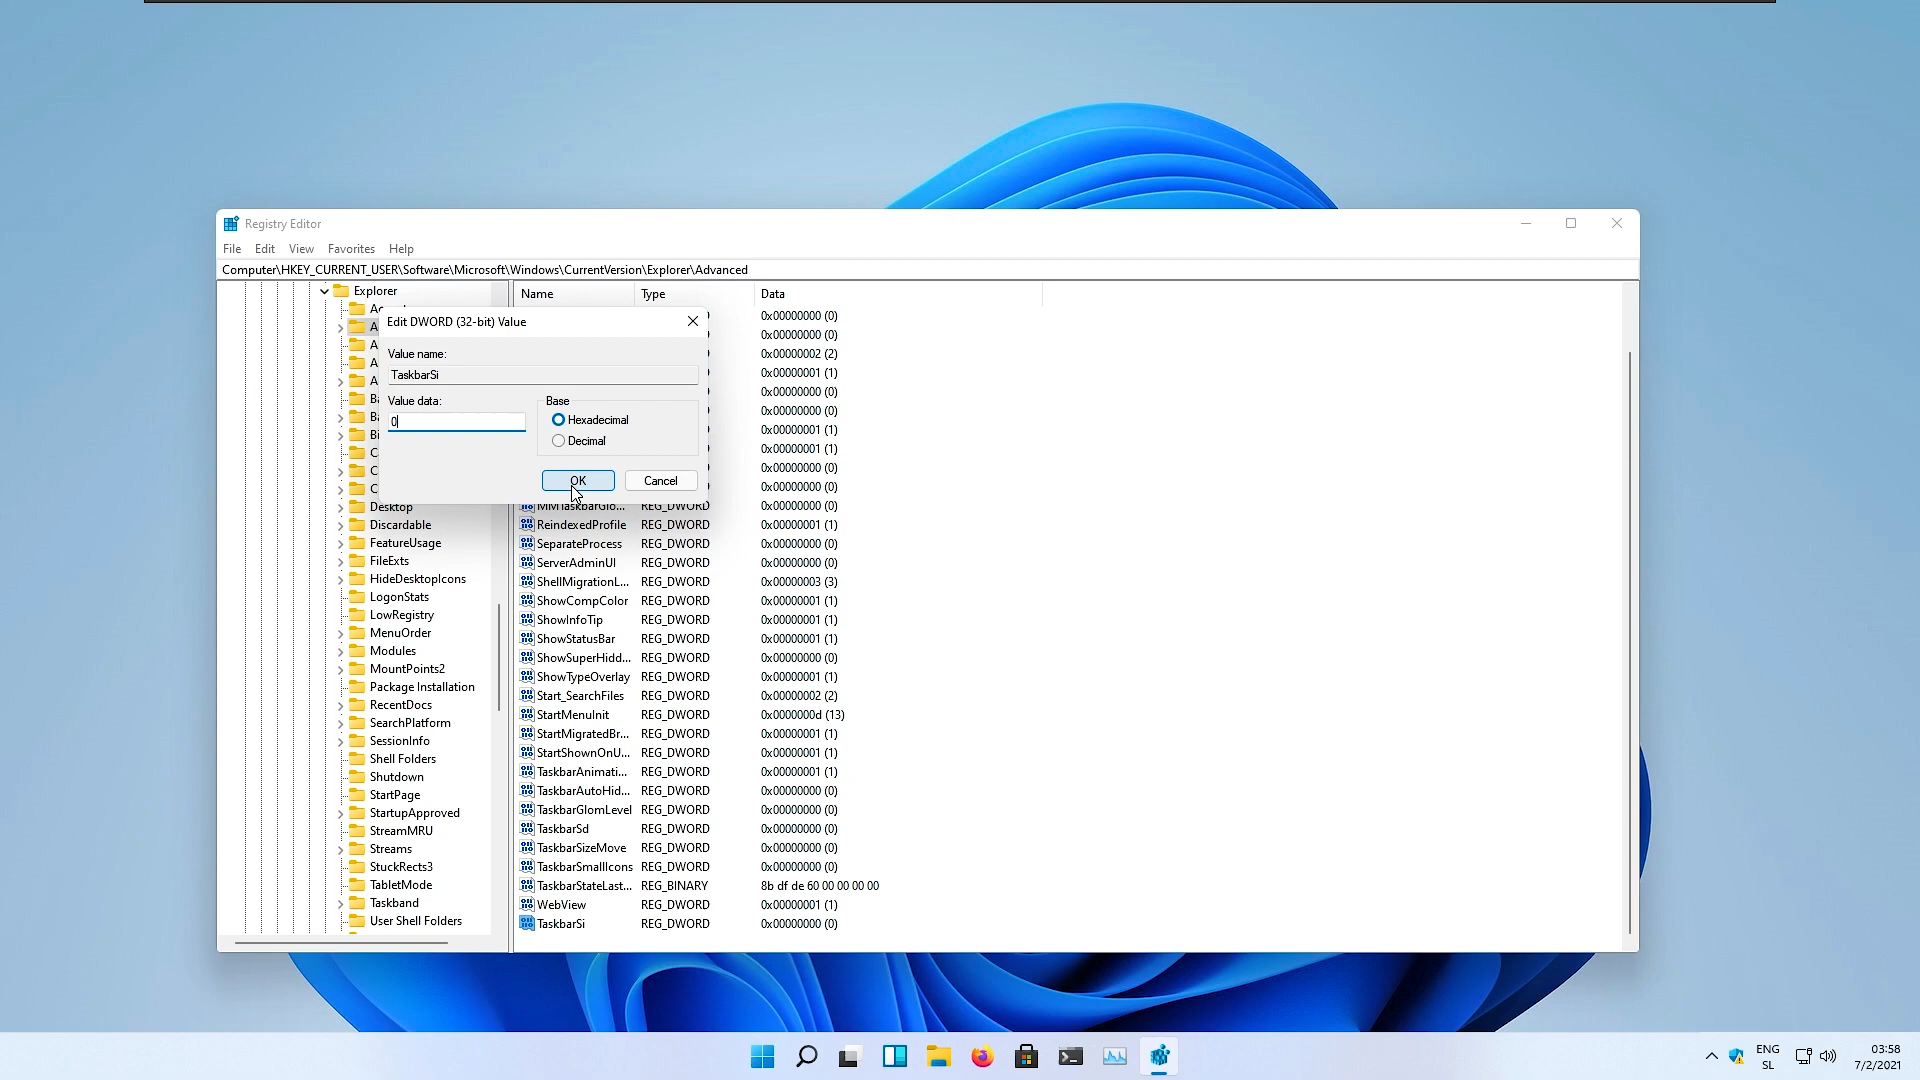 Registry Editor
File Edit View Favorites Help
Computer\HKEY_CURRENT_USER\Software\Microsoft\Windows\CurrentVersion\Explorer\Advanced
Explorer
Desktop
Discardable
FeatureUsage
FileExts
HideDesktopIcons
LogonStats
LowRegistry
MenuOrder
Modules
MountPoints2
Package Installation
RecentDocs
SearchPlatform
SessionInfo
Shell Folders
Shutdown
StartPage
StartupApproved
StreamMRU
Streams
StuckRects3
TabletMode
Taskband
User Shell Folders
Edit DWORD (32-bit) Value
Value name:
TaskbarSi
Value data:
0
Base
Hexadecimal
Decimal
OK Cancel
Name Type Data
0x00000000 (0)
0x00000000 (0)
0x00000002 (2)
0x00000001 (1)
0x00000000 (0)
0x00000000 (0)
0x00000001 (1)
0x00000001 (1)
0x00000000 (0)
0x00000000 (0)
MMTaskbarGlo... REG_DWORD 0x00000000 (0)
ReindexedProfile REG_DWORD 0x00000001 (1)
SeparateProcess REG_DWORD 0x00000000 (0)
ServerAdminUI REG_DWORD 0x00000000 (0)
ShellMigrationL... REG_DWORD 0x00000003 (3)
ShowCompColor REG_DWORD 0x00000001 (1)
ShowInfoTip REG_DWORD 0x00000001 (1)
ShowStatusBar REG_DWORD 0x00000001 (1)
ShowSuperHidd... REG_DWORD 0x00000000 (0)
ShowTypeOverlay REG_DWORD 0x00000001 (1)
Start_SearchFiles REG_DWORD 0x00000002 (2)
StartMenuInit REG_DWORD 0x0000000d (13)
StartMigratedBr... REG_DWORD 0x00000001 (1)
StartShownOnU... REG_DWORD 0x00000001 (1)
TaskbarAnimati... REG_DWORD 0x00000001 (1)
TaskbarAutoHid... REG_DWORD 0x00000000 (0)
TaskbarGlomLevel REG_DWORD 0x00000000 (0)
TaskbarSd REG_DWORD 0x00000000 (0)
TaskbarSizeMove REG_DWORD 0x00000000 (0)
TaskbarSmallIcons REG_DWORD 0x00000000 (0)
TaskbarStateLast... REG_BINARY 8b df de 60 00 00 00 00
WebView REG_DWORD 0x00000001 (1)
TaskbarSi REG_DWORD 0x00000000 (0)
ENG
SL
03:58
7/2/2021